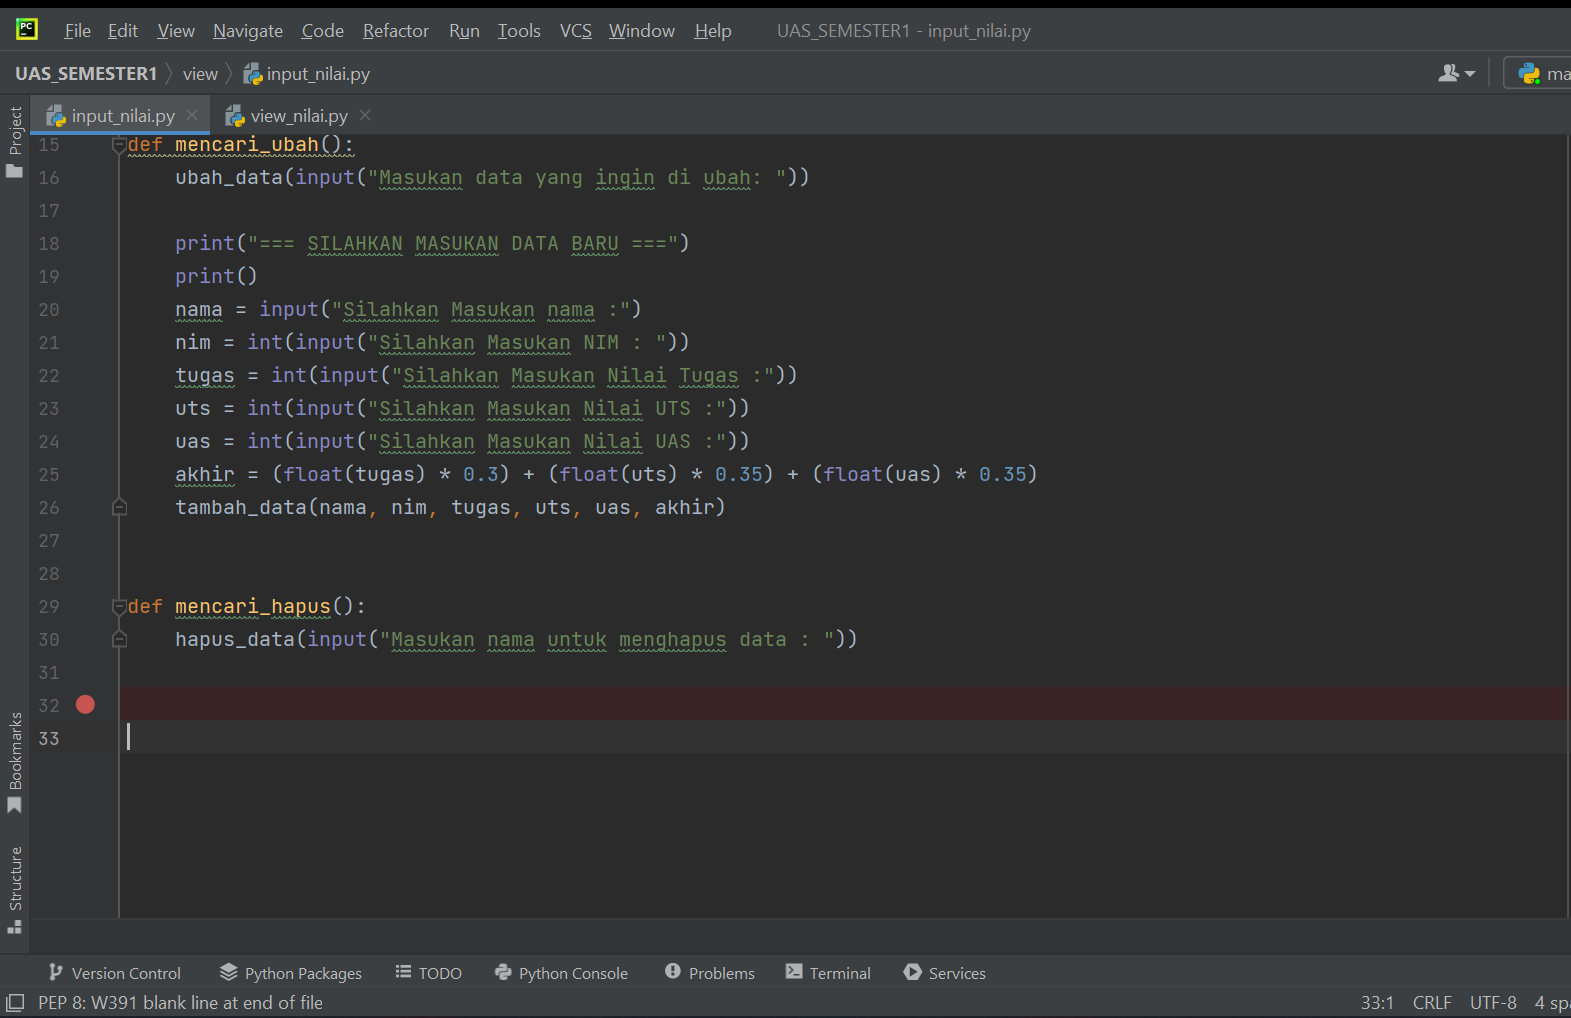 PC
File Edit View Navigate Code Refactor Run Tools VCS Window Help UAS_SEMESTER1 - input_nilai.py
UAS_SEMESTER1 view input_nilai.py
input_nilai.py view_nilai.py
Project
15 def mencari_ubah():
16 ubah_data(input("Masukan data yang ingin di ubah: "))
17
18 print("=== SILAHKAN MASUKAN DATA BARU ===")
19 print()
20 nama = input("Silahkan Masukan nama :")
21 nim = int(input("Silahkan Masukan NIM : "))
22 tugas = int(input("Silahkan Masukan Nilai Tugas :"))
23 uts = int(input("Silahkan Masukan Nilai UTS :"))
24 uas = int(input("Silahkan Masukan Nilai UAS :"))
25 akhir = (float(tugas) * 0.3) + (float(uts) * 0.35) + (float(uas) * 0.35)
26 tambah_data(nama, nim, tugas, uts, uas, akhir)
27
28
29 def mencari_hapus():
30 hapus_data(input("Masukan nama untuk menghapus data : "))
31
32
33
Bookmarks
Structure
Version Control Python Packages TODO Python Console Problems Terminal Services
PEP 8: W391 blank line at end of file 33:1 CRLF UTF-8 4